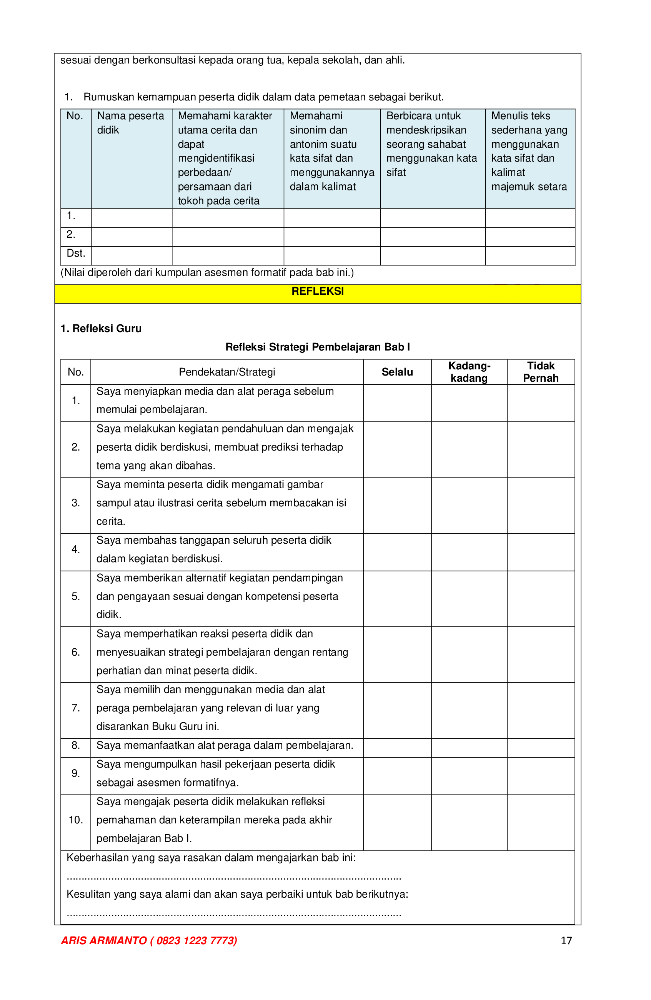 sesuai dengan berkonsultasi kepada orang tua, kepala sekolah, dan ahli.
1. Rumuskan kemampuan peserta didik dalam data pemetaan sebagai berikut.
No.
Nama peserta
didik
Memahami karakter
utama cerita dan
dapat
mengidentifikasi
perbedaan/
persamaan dari
tokoh pada cerita
Memahami
sinonim dan
antonim suatu
kata sifat dan
menggunakannya
dalam kalimat
Berbicara untuk
mendeskripsikan
seorang sahabat
menggunakan kata
sifat
Menulis teks
sederhana yang
menggunakan
kata sifat dan
kalimat
majemuk setara
1.
2.
Dst.
(Nilai diperoleh dari kumpulan asesmen formatif pada bab ini.)
REFLEKSI
1. Refleksi Guru
Refleksi Strategi Pembelajaran Bab I
No.
Pendekatan/Strategi
Selalu
Kadang-
kadang
Tidak
Pernah
1.
Saya menyiapkan media dan alat peraga sebelum
memulai pembelajaran.
2.
Saya melakukan kegiatan pendahuluan dan mengajak
peserta didik berdiskusi, membuat prediksi terhadap
tema yang akan dibahas.
3.
Saya meminta peserta didik mengamati gambar
sampul atau ilustrasi cerita sebelum membacakan isi
cerita.
4.
Saya membahas tanggapan seluruh peserta didik
dalam kegiatan berdiskusi.
5.
Saya memberikan alternatif kegiatan pendampingan
dan pengayaan sesuai dengan kompetensi peserta
didik.
6.
Saya memperhatikan reaksi peserta didik dan
menyesuaikan strategi pembelajaran dengan rentang
perhatian dan minat peserta didik.
7.
Saya memilih dan menggunakan media dan alat
peraga pembelajaran yang relevan di luar yang
disarankan Buku Guru ini.
8.
Saya memanfaatkan alat peraga dalam pembelajaran.
9.
Saya mengumpulkan hasil pekerjaan peserta didik
sebagai asesmen formatifnya.
10.
Saya mengajak peserta didik melakukan refleksi
pemahaman dan keterampilan mereka pada akhir
pembelajaran Bab I.
Keberhasilan yang saya rasakan dalam mengajarkan bab ini:
................................................................................................................
Kesulitan yang saya alami dan akan saya perbaiki untuk bab berikutnya:
................................................................................................................
ARIS ARMIANTO ( 0823 1223 7773)
17